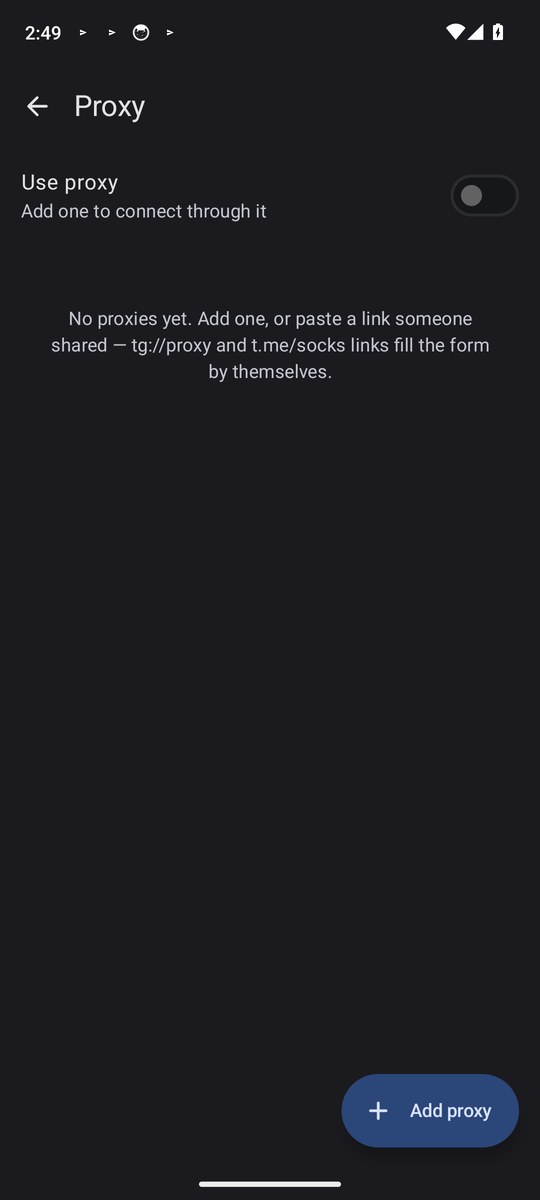 2:49
Proxy
Use proxy
Add one to connect through it
No proxies yet. Add one, or paste a link someone
shared — tg://proxy and t.me/socks links fill the form
by themselves.
Add proxy